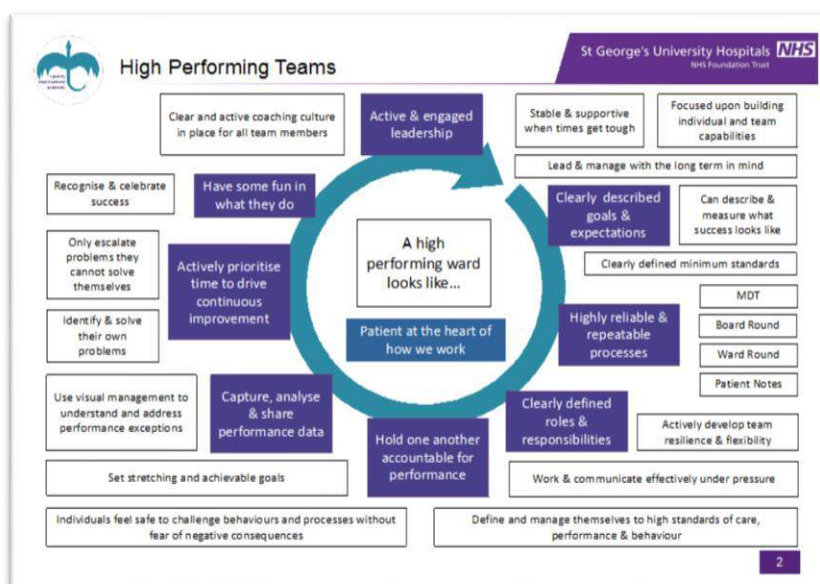 High Performing Teams
St George's University Hospitals NHS
NHS Foundation Trust
Clear and active coaching culture
in place for all team members
Active & engaged
leadership
Stable & supportive
when times get tough
Focused upon building
individual and team
capabilities
Lead & manage with the long term in mind
Recognise & celebrate
success
Have some fun in
what they do
Clearly described
goals &
expectations
Can describe &
measure what
success looks like
Clearly defined minimum standards
Only escalate
problems they
cannot solve
themselves
Actively prioritise
time to drive
continuous
improvement
A high
performing ward
looks like...
Patient at the heart of
how we work
Highly reliable &
repeatable
processes
MDT
Board Round
Ward Round
Patient Notes
Identify & solve
their own
problems
Use visual management to
understand and address
performance exceptions
Capture, analyse
& share
performance data
Clearly defined
roles &
responsibilities
Actively develop team
resilience & flexibility
Hold one another
accountable for
performance
Set stretching and achievable goals
Work & communicate effectively under pressure
Individuals feel safe to challenge behaviours and processes without
fear of negative consequences
Define and manage themselves to high standards of care,
performance & behaviour
2